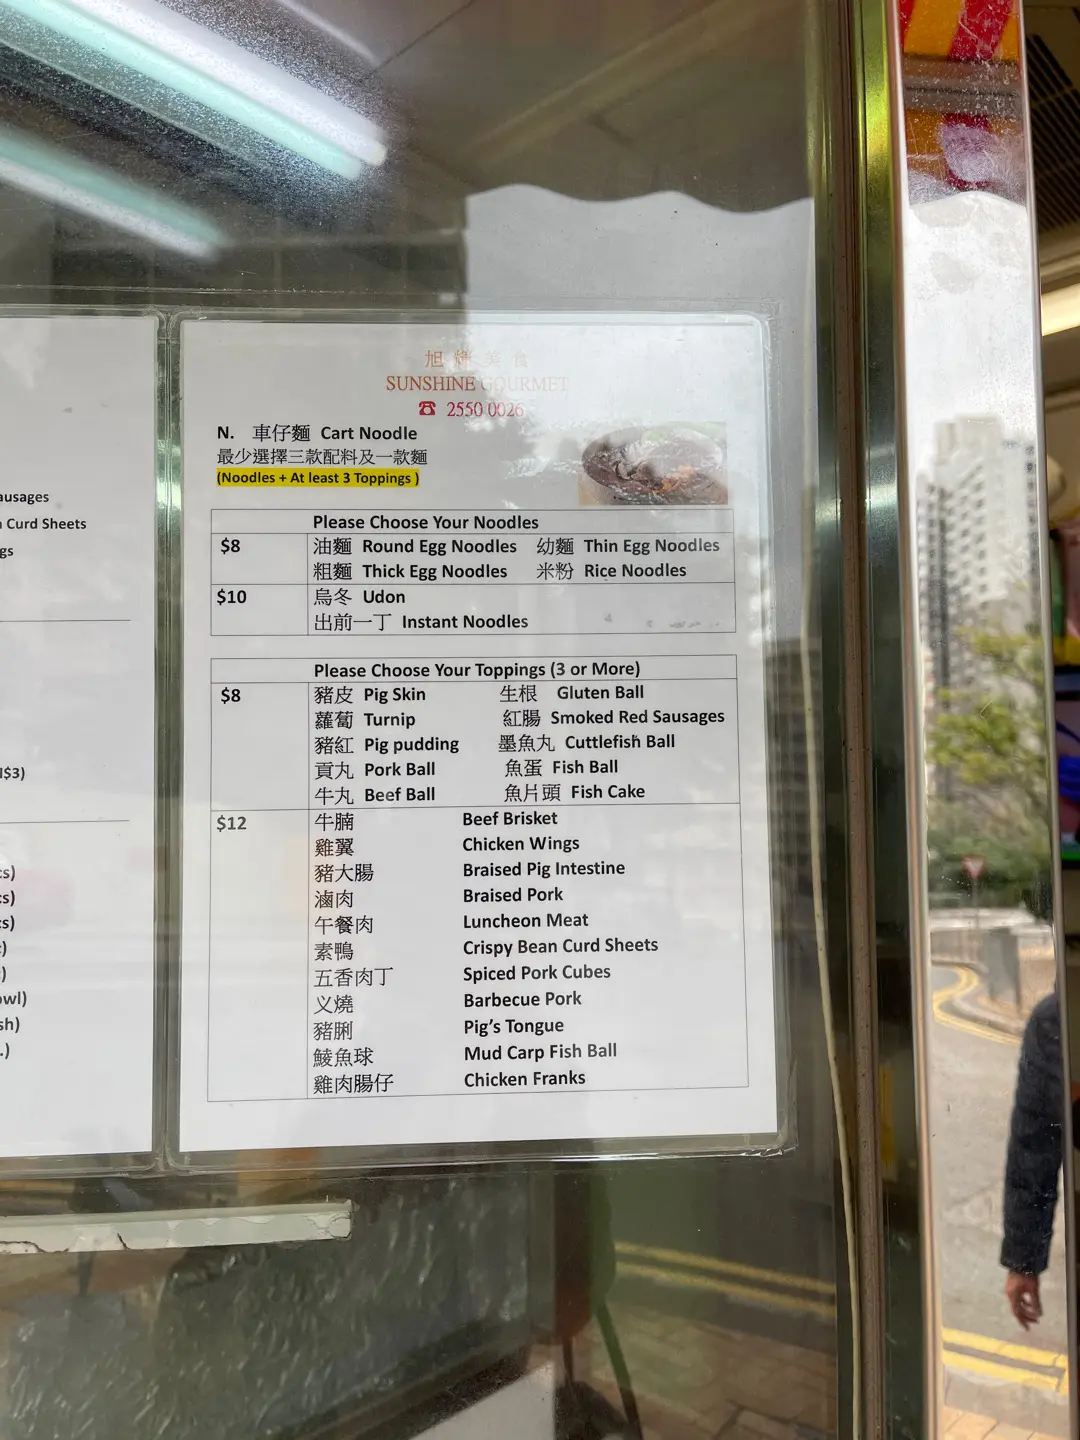 ausages
Curd Sheets
gs
$3)
cs)
cs)
cs)
)
)
owl)
sh)
.)
旭 美食
SUNSHINE GOURMET
☎ 2550 0026
N. 車仔麵 Cart Noodle
最少選擇三款配料及一款麵
(Noodles + At least 3 Toppings )
Please Choose Your Noodles
$8 油麵 Round Egg Noodles 幼麵 Thin Egg Noodles
粗麵 Thick Egg Noodles 米粉 Rice Noodles
$10 烏冬 Udon
出前一丁 Instant Noodles
Please Choose Your Toppings (3 or More)
$8 豬皮 Pig Skin 生根 Gluten Ball
蘿蔔 Turnip 紅腸 Smoked Red Sausages
豬紅 Pig pudding 墨魚丸 Cuttlefish Ball
貢丸 Pork Ball 魚蛋 Fish Ball
牛丸 Beef Ball 魚片頭 Fish Cake
$12 牛腩 Beef Brisket
雞翼 Chicken Wings
豬大腸 Braised Pig Intestine
滷肉 Braised Pork
午餐肉 Luncheon Meat
素鴨 Crispy Bean Curd Sheets
五香肉丁 Spiced Pork Cubes
义燒 Barbecue Pork
豬脷 Pig's Tongue
鯪魚球 Mud Carp Fish Ball
雞肉腸仔 Chicken Franks